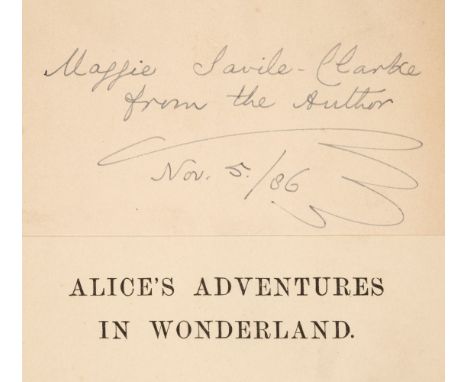 Maggie Savile-Clarke
from the Author
Nov. 5./86
ALICE'S ADVENTURES
IN WONDERLAND.